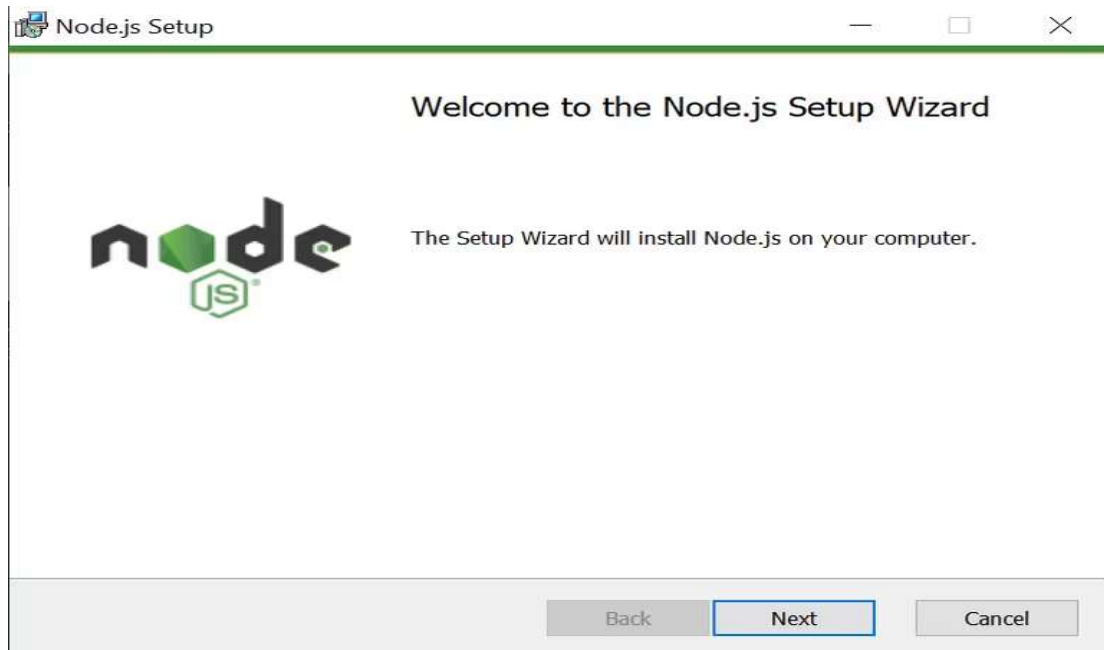 Node.js Setup
Welcome to the Node.js Setup Wizard
The Setup Wizard will install Node.js on your computer.
node
JS
Back
Next
Cancel